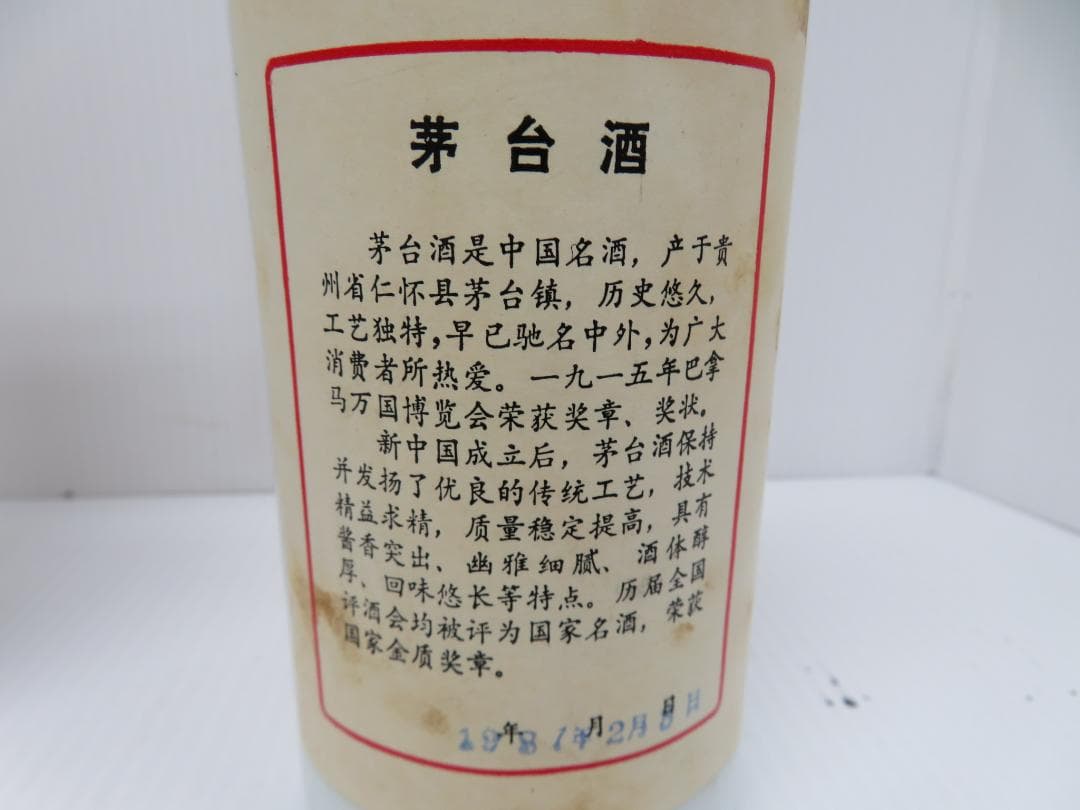 茅台酒
茅台酒是中国名酒，产于贵
州省仁怀县茅台镇，历史悠久，
工艺独特，早已驰名中外，为广大
消费者所热爱。一九一五年巴拿
马万国博览会荣获奖章、奖状。
新中国成立后，茅台酒保持
并发扬了优良的传统工艺，技术
精益求精，质量稳定提高，具有
酱香突出、幽雅细腻、酒体醇
厚、回味悠长等特点。历届全国
评酒会均被评为国家名酒，荣获
国家金质奖章。
年 月 日